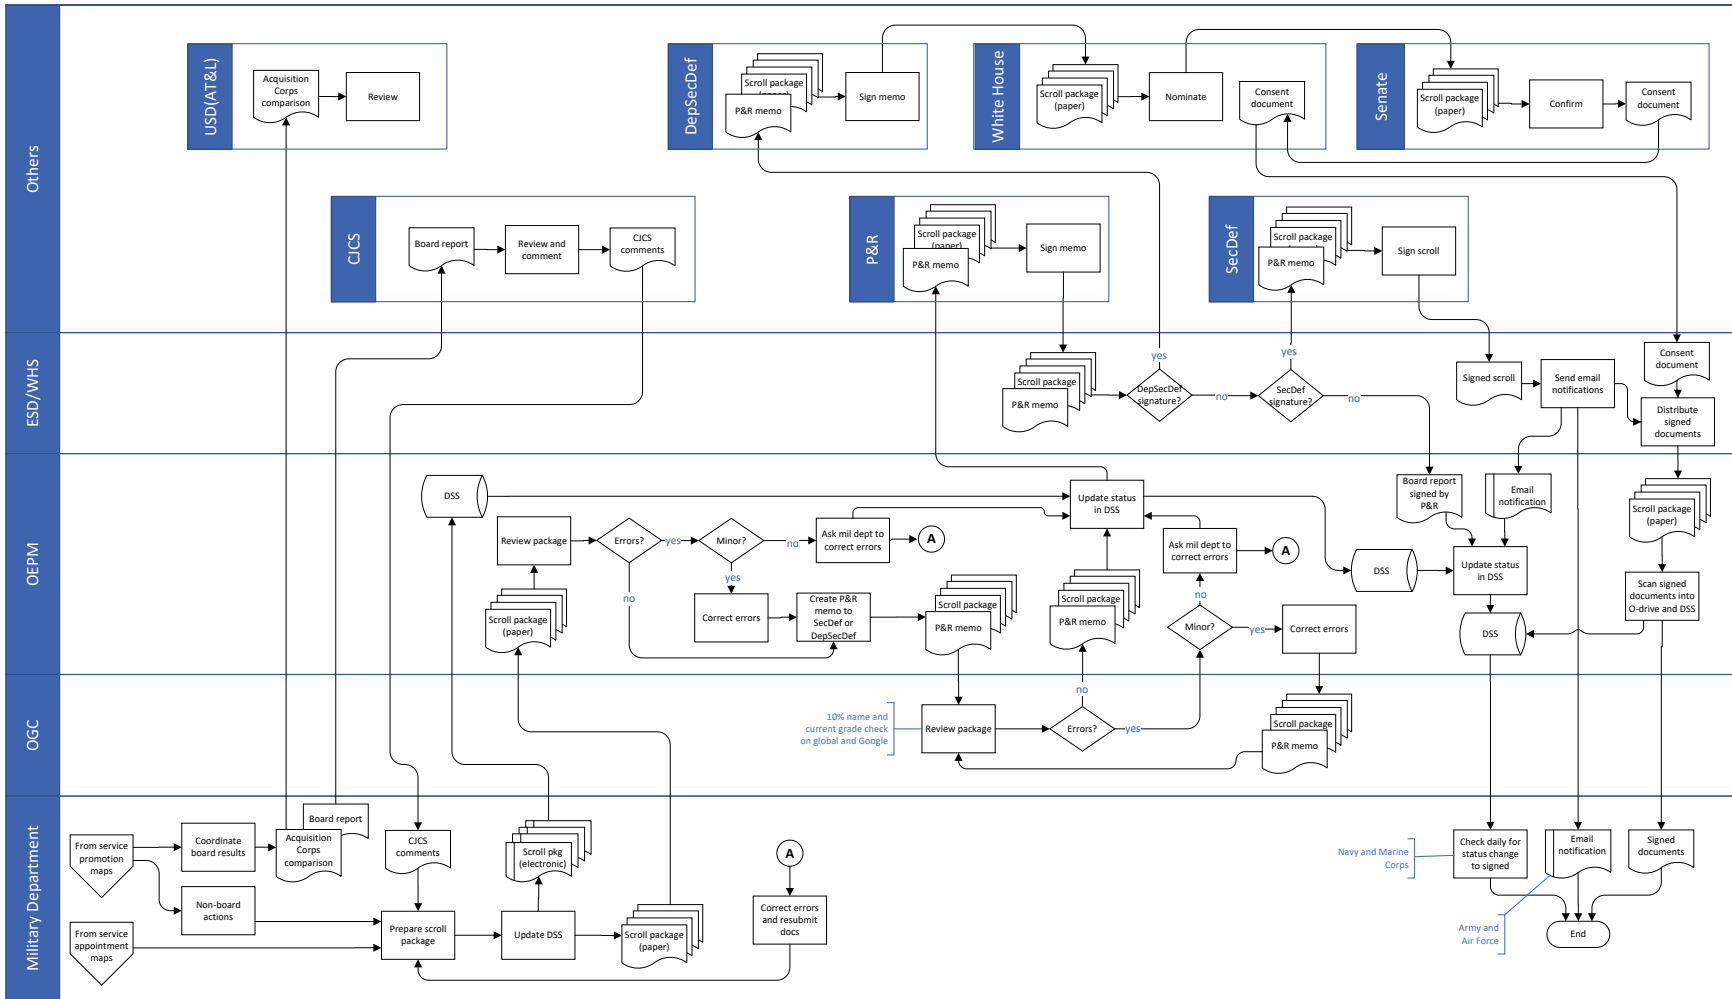 Others
USD(AT&L)
Acquisition
Corps
comparison
Review
DepSecDef
Scroll package
(paper)
P&R memo
Sign memo
White House
Scroll package
(paper)
Nominate
Consent
document
Senate
Scroll package
(paper)
Confirm
Consent
document
CJCS
Board report
Review and
comment
CJCS
comments
P&R
Scroll package
(paper)
P&R memo
Sign memo
SecDef
Scroll package
P&R memo
Sign scroll
ESD/WHS
Scroll package
P&R memo
DepSecDef
signature?
yes
no
SecDef
signature?
yes
no
Signed scroll
Send email
notifications
Consent
document
Distribute
signed
documents
OEPM
DSS
Review package
Scroll package
(paper)
Errors?
yes
no
Minor?
no
yes
Ask mil dept to
correct errors
A
Correct errors
Create P&R
memo to
SecDef or
DepSecDef
Scroll package
P&R memo
Update status
in DSS
Scroll package
P&R memo
Ask mil dept to
correct errors
A
no
Minor?
yes
Correct errors
DSS
Board report
signed by
P&R
Email
notification
Update status
in DSS
DSS
Scroll package
(paper)
Scan signed
documents into
O-drive and DSS
OGC
10% name and
current grade check
on global and Google
Review package
no
Errors?
yes
Scroll package
P&R memo
Military Department
From service
promotion
maps
Coordinate
board results
Board report
Acquisition
Corps
comparison
Non-board
actions
From service
appointment
maps
CJCS
comments
Prepare scroll
package
Scroll pkg
(electronic)
Update DSS
Scroll package
(paper)
A
Correct errors
and resubmit
docs
Navy and Marine
Corps
Check daily for
status change
to signed
Email
notification
Signed
documents
Army and
Air Force
End